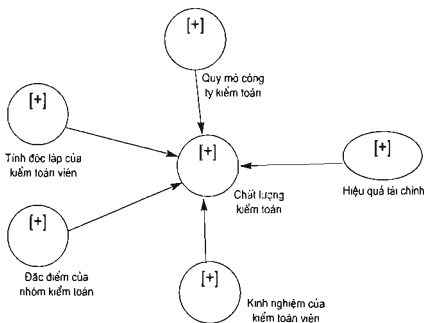 [+]
Quy mô công
ty kiểm toán
[+]
Tính độc lập của
kiểm toán viên
[+]
Chất lượng
kiểm toán
[+]
Hiệu quả tài chính
[+]
Đặc điểm của
nhóm kiểm toán
[+]
Kinh nghiệm của
kiểm toán viên